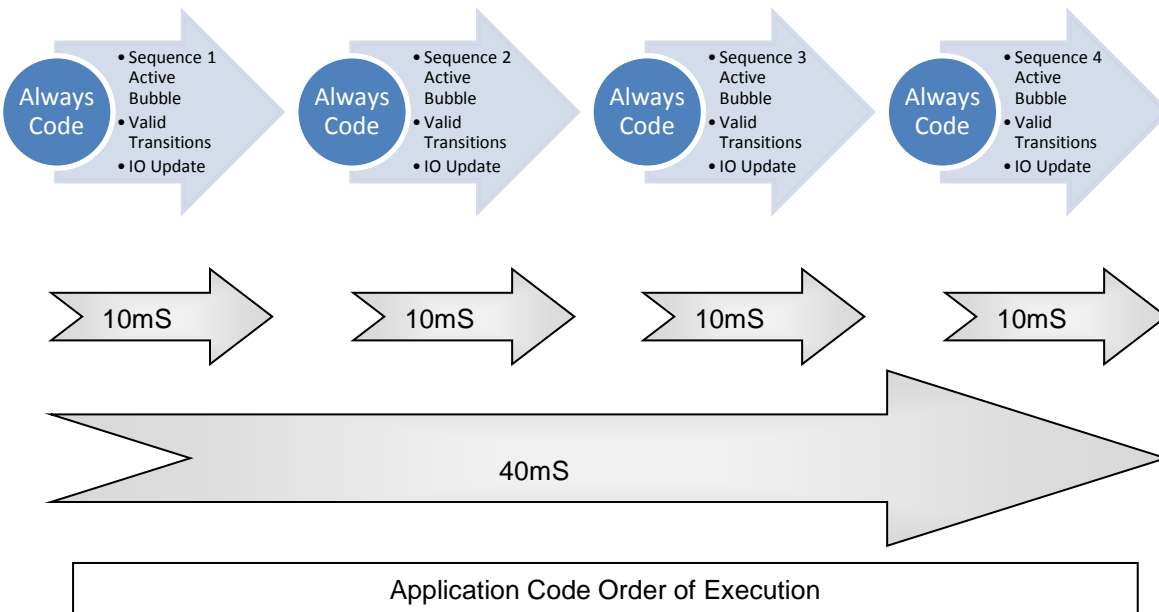 Always
Code
• Sequence 1
Active
Bubble
• Valid
Transitions
• IO Update
Always
Code
• Sequence 2
Active
Bubble
• Valid
Transitions
• IO Update
Always
Code
• Sequence 3
Active
Bubble
• Valid
Transitions
• IO Update
Always
Code
• Sequence 4
Active
Bubble
• Valid
Transitions
• IO Update
10mS
10mS
10mS
10mS
40mS
Application Code Order of Execution